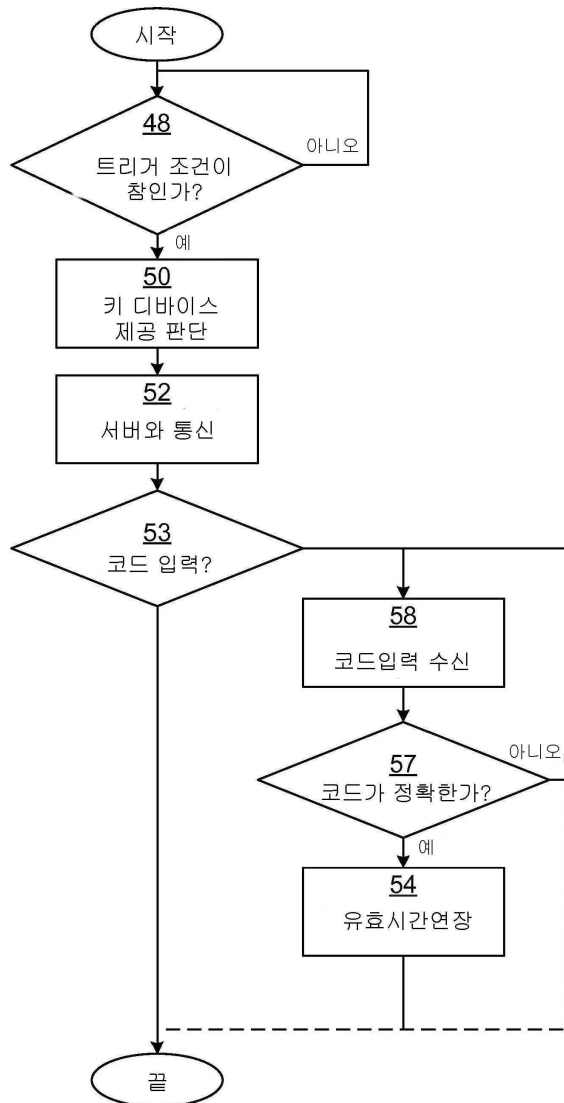 시작
48
트리거 조건이
참인가?
아니오
예
50
키 디바이스
제공 판단
52
서버와 통신
53
코드 입력?
58
코드입력 수신
57
코드가 정확한가?
아니오
예
54
유효시간연장
끝